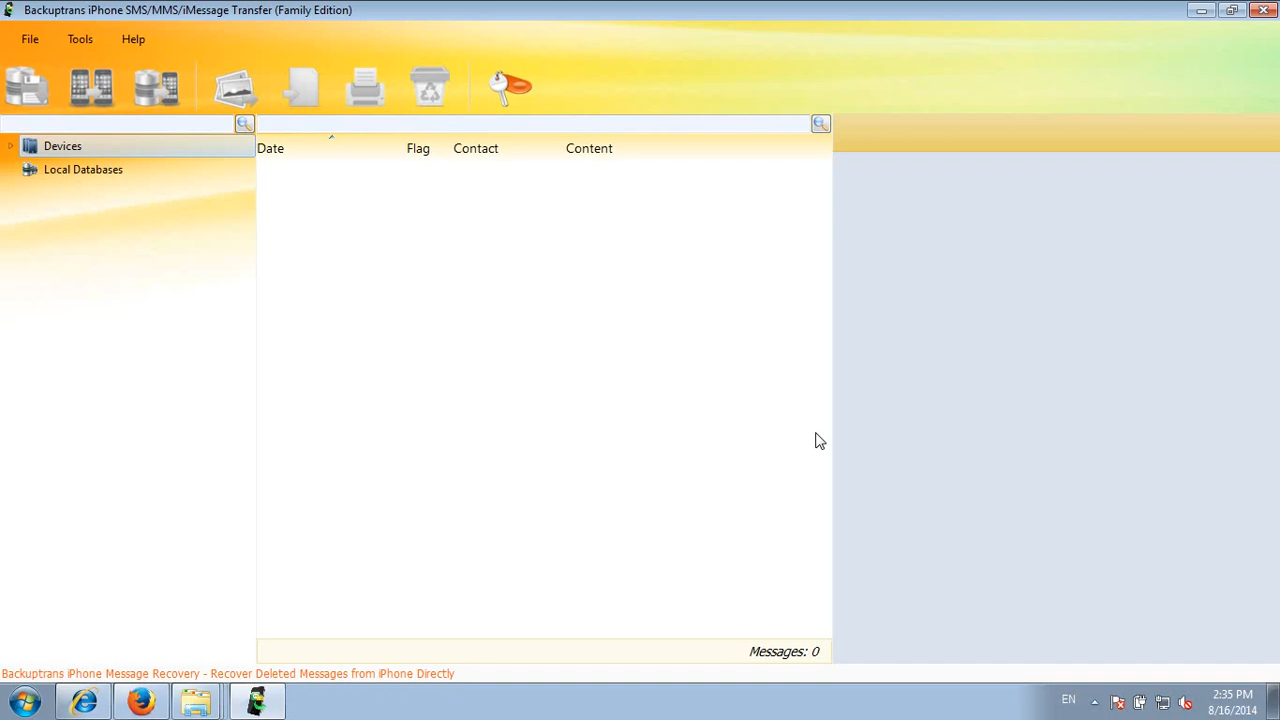 Backuptrans iPhone SMS/MMS/iMessage Transfer (Family Edition)
File Tools Help
Devices
Local Databases
Date Flag Contact Content
Messages: 0
Backuptrans iPhone Message Recovery - Recover Deleted Messages from iPhone Directly
EN
2:35 PM
8/16/2014